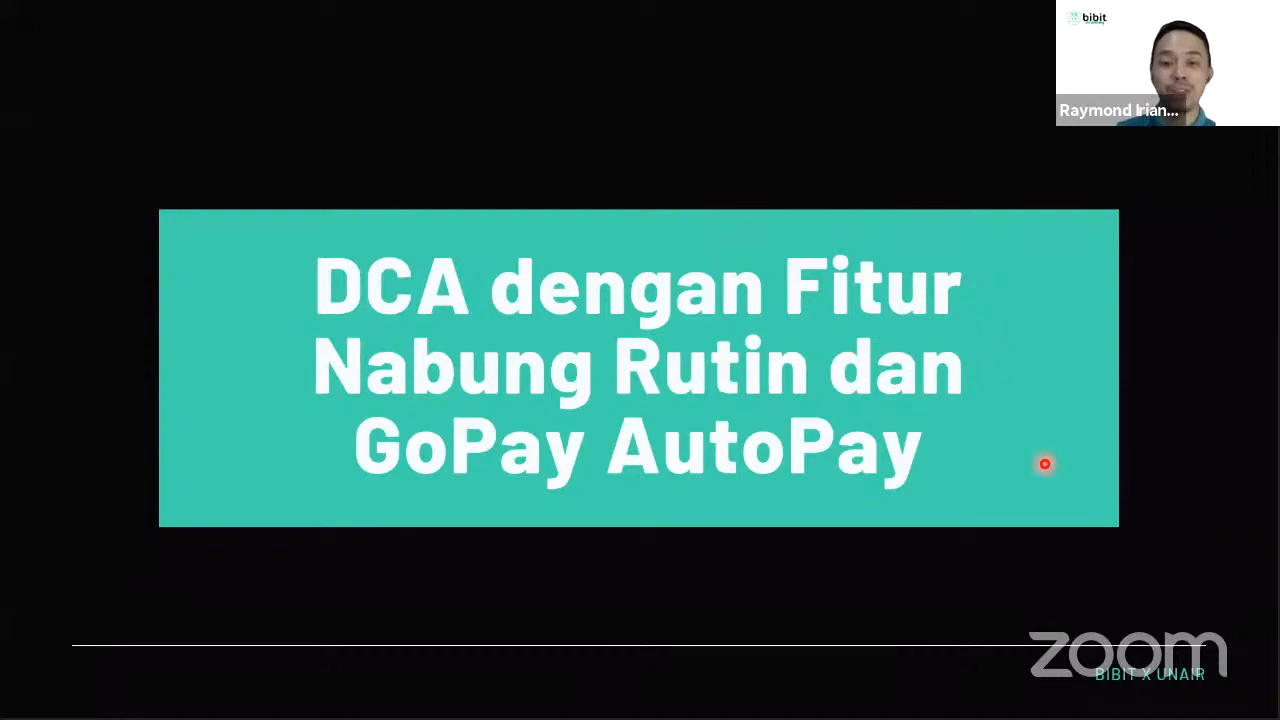 bibit
Raymond Irian...
DCA dengan Fitur
Nabung Rutin dan
GoPay AutoPay
zoom
BIBIT X UNAIR